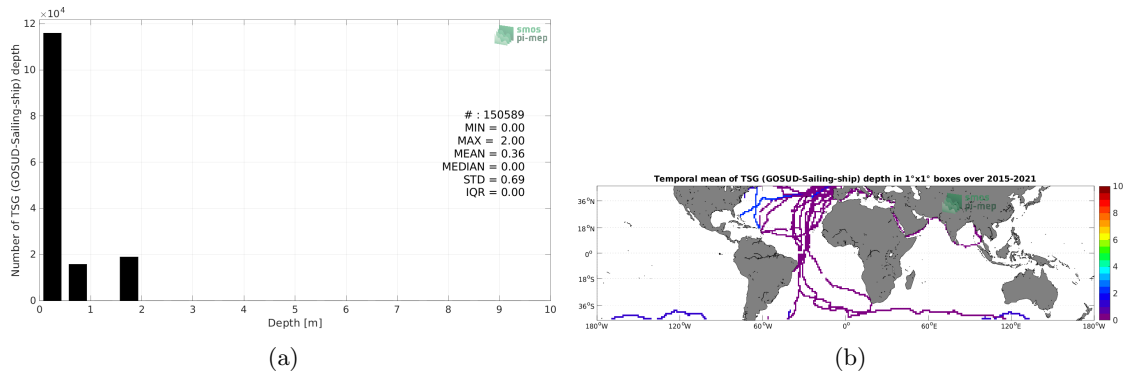 ×10⁴
12
10
8
6
4
2
0
Number of TSG (GOSUD-Sailing-ship) depth
smos
pi-mep
# : 150589
MIN = 0.00
MAX = 2.00
MEAN = 0.36
MEDIAN = 0.00
STD = 0.69
IQR = 0.00
0 1 2 3 4 5 6 7 8 9 10
Depth [m]
(a)
Temporal mean of TSG (GOSUD-Sailing-ship) depth in 1°x1° boxes over 2015-2021
smos
pi-mep
36°N
18°N
0°
18°S
36°S
180°W 120°W 60°W 0° 60°E 120°E 180°W
10
8
6
4
2
0
(b)